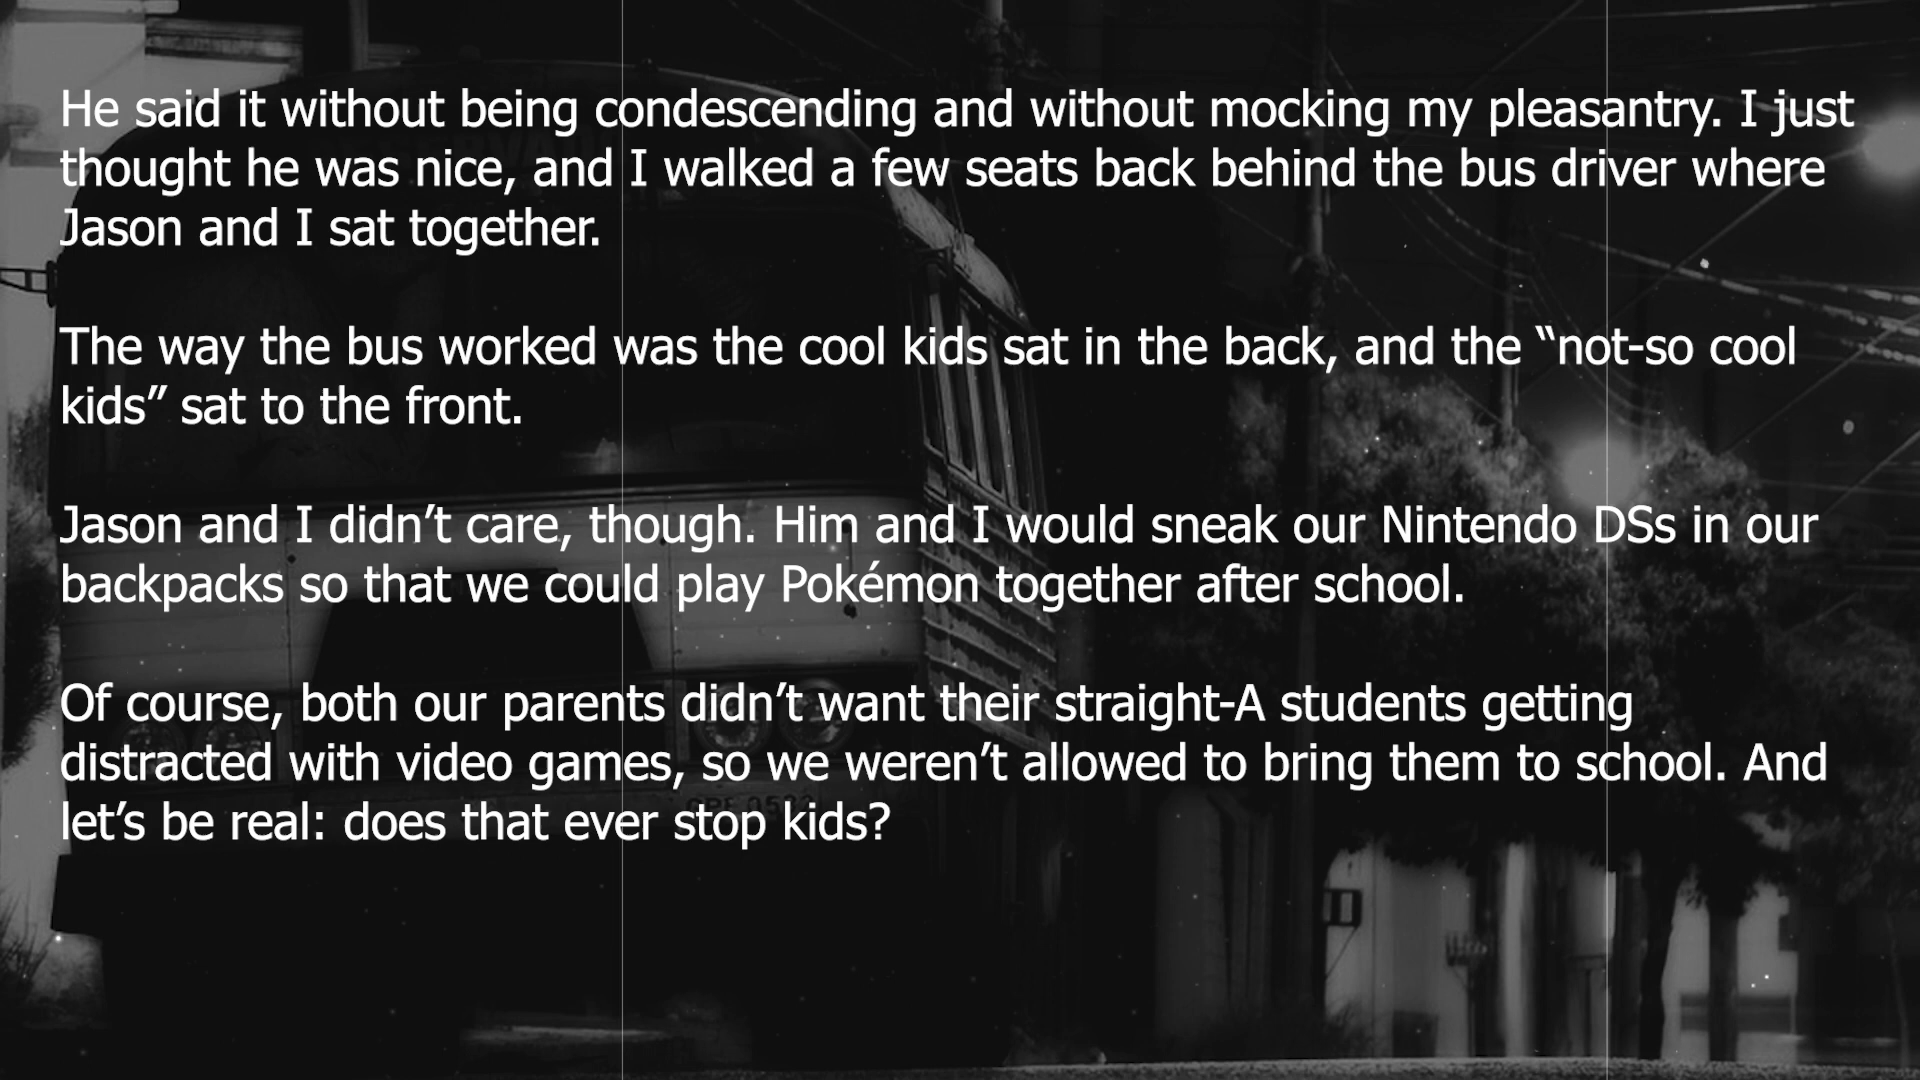 He said it without being condescending and without mocking my pleasantry. I just
thought he was nice, and I walked a few seats back behind the bus driver where
Jason and I sat together.
The way the bus worked was the cool kids sat in the back, and the “not-so cool
kids” sat to the front.
Jason and I didn’t care, though. Him and I would sneak our Nintendo DSs in our
backpacks so that we could play Pokémon together after school.
Of course, both our parents didn’t want their straight-A students getting
distracted with video games, so we weren’t allowed to bring them to school. And
let’s be real: does that ever stop kids?